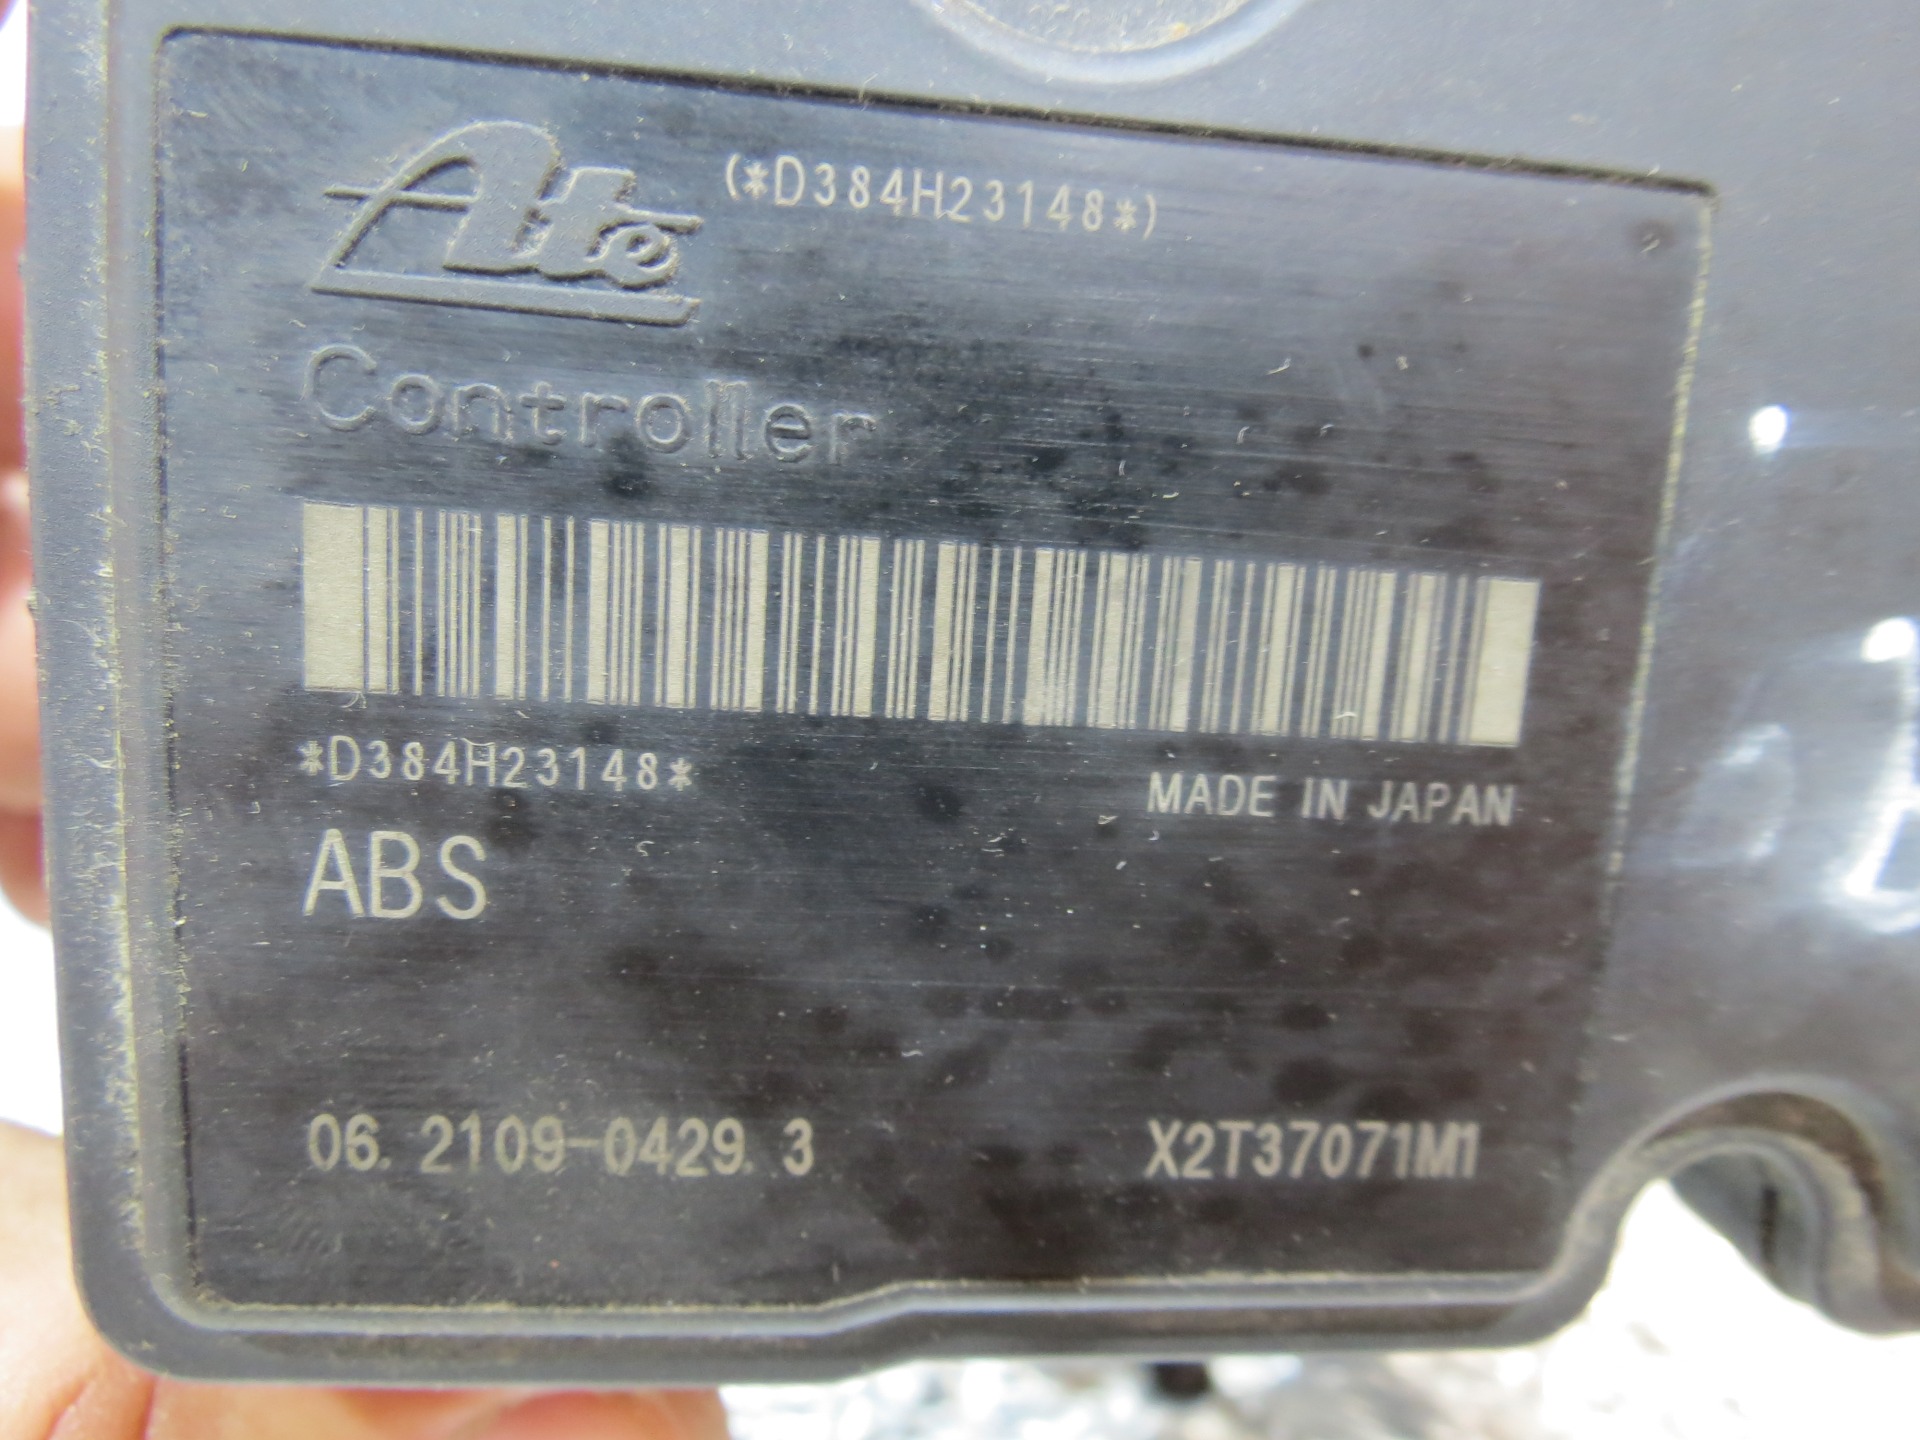 Ate (*D384H23148*)
Controller
*D384H23148* MADE IN JAPAN
ABS
06.2109-0429.3 X2T37071M1